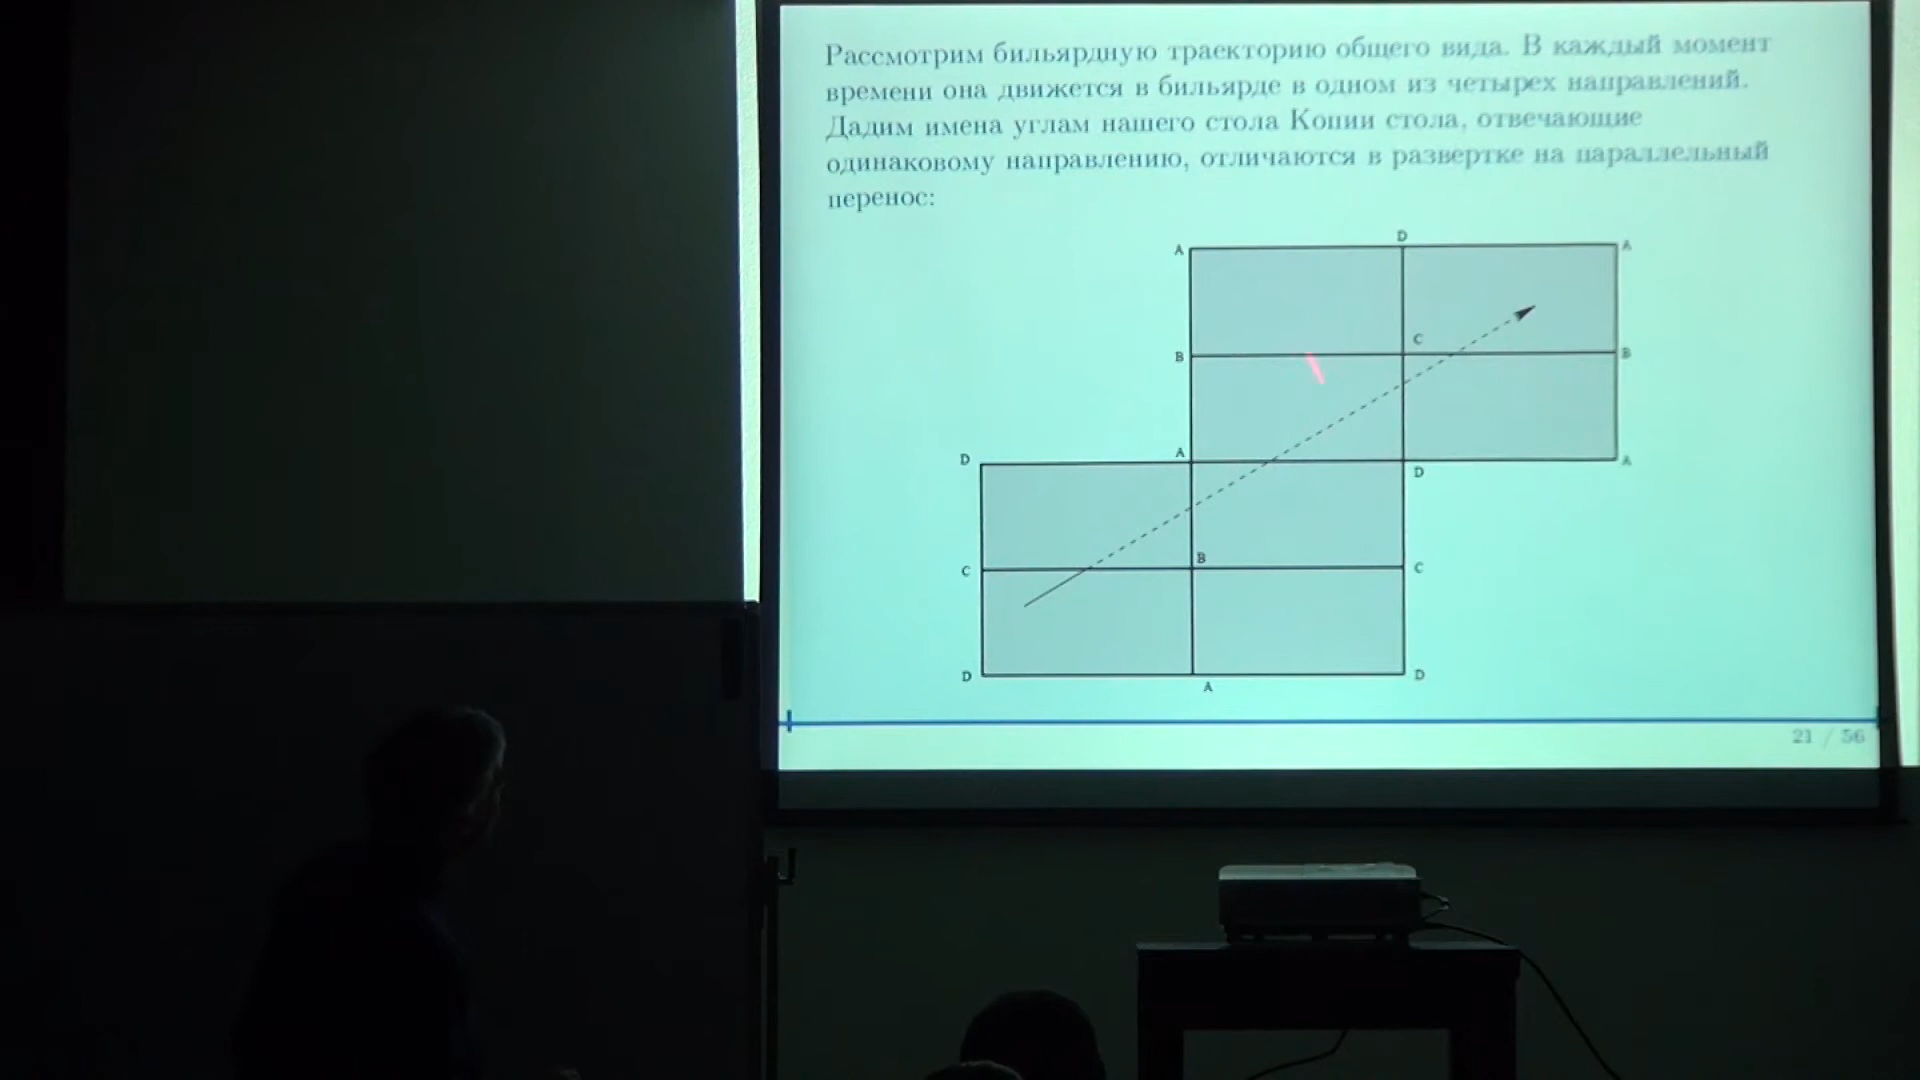 Рассмотрим бильярдную траекторию общего вида. В каждый момент
времени она движется в бильярде в одном из четырех направлений.
Дадим имена углам нашего стола Копии стола, отвечающие
одинаковому направлению, отличаются в развертке на параллельный
перенос:
D
A A
C
B B
D A
D A
B
C C
D D
A
21 / 56